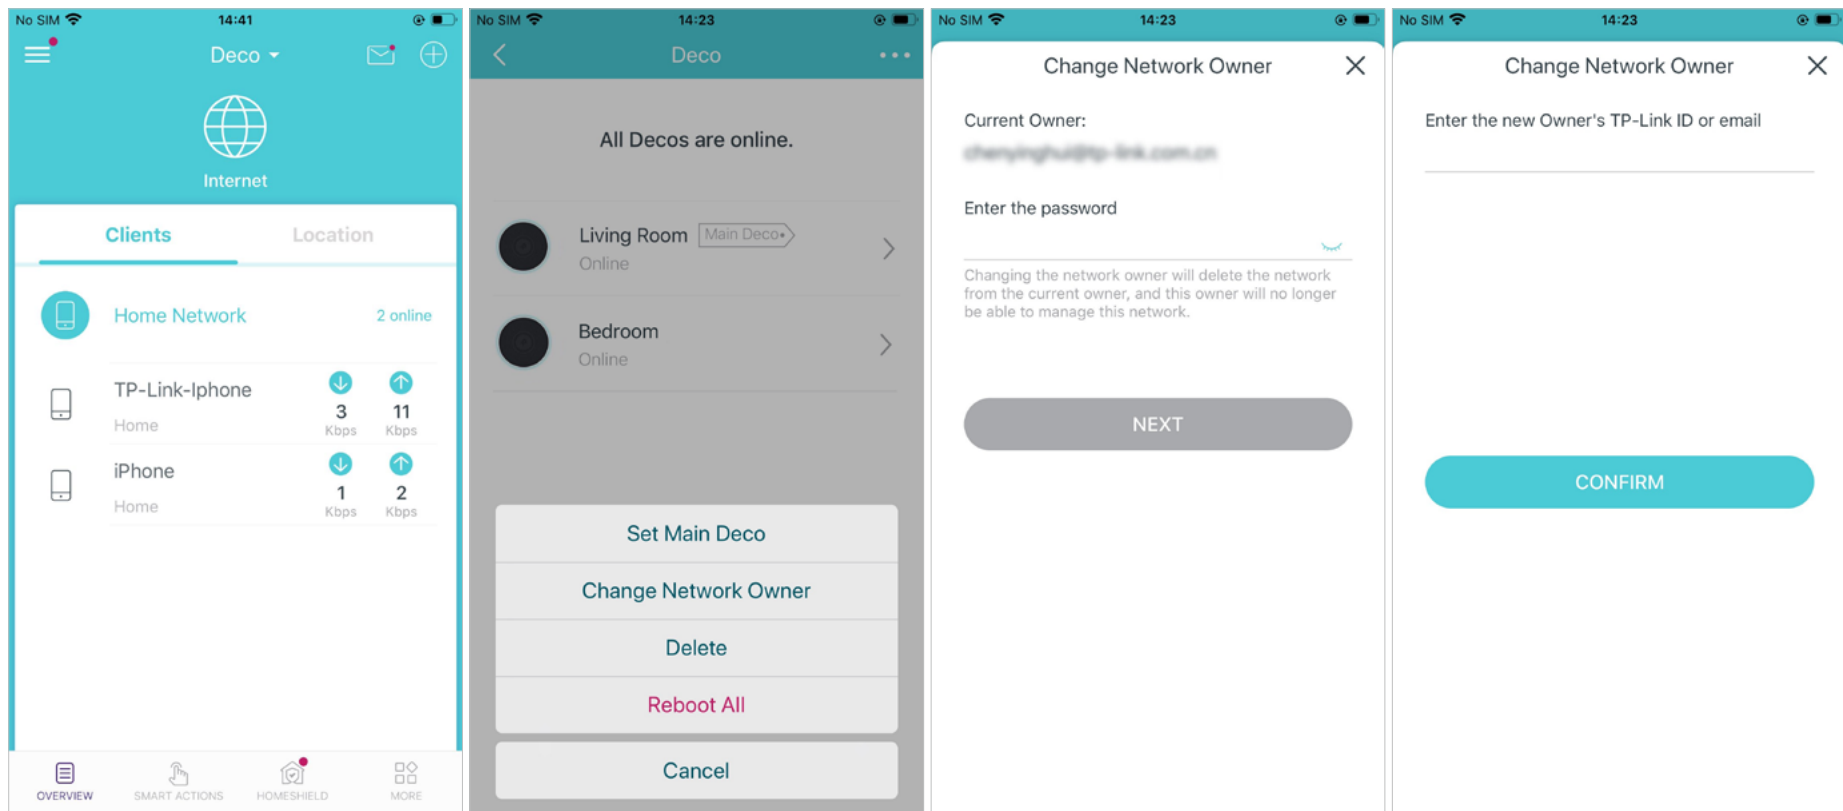 No SIM 14:41
Deco
Internet
Clients Location
Home Network 2 online
TP-Link-Iphone
Home
3 11
Kbps Kbps
iPhone
Home
1 2
Kbps Kbps
OVERVIEW SMART ACTIONS HOMESHIELD MORE
No SIM 14:23
Deco
All Decos are online.
Living Room Main Deco
Online
Bedroom
Online
Set Main Deco
Change Network Owner
Delete
Reboot All
Cancel
No SIM 14:23
Change Network Owner
Current Owner:
Enter the password
Changing the network owner will delete the network
from the current owner, and this owner will no longer
be able to manage this network.
NEXT
No SIM 14:23
Change Network Owner
Enter the new Owner's TP-Link ID or email
CONFIRM